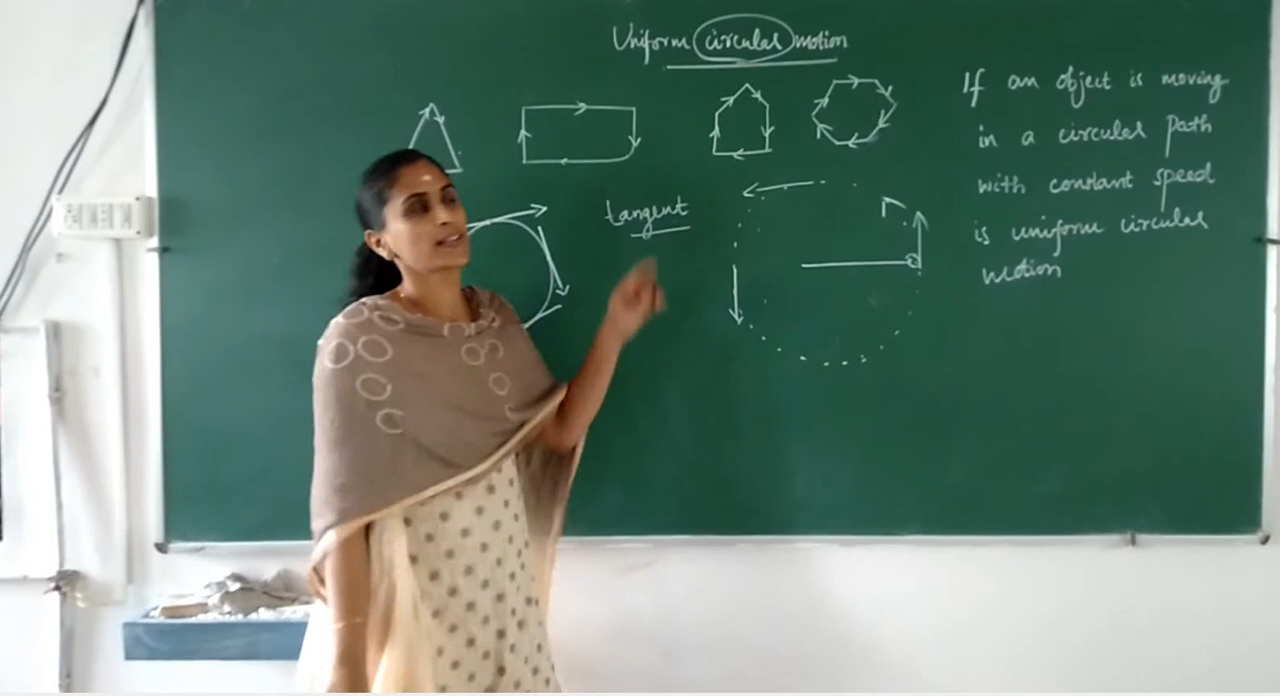 Uniform circular motion
tangent
If an object is moving
in a circular path
with constant speed
is uniform circular
motion